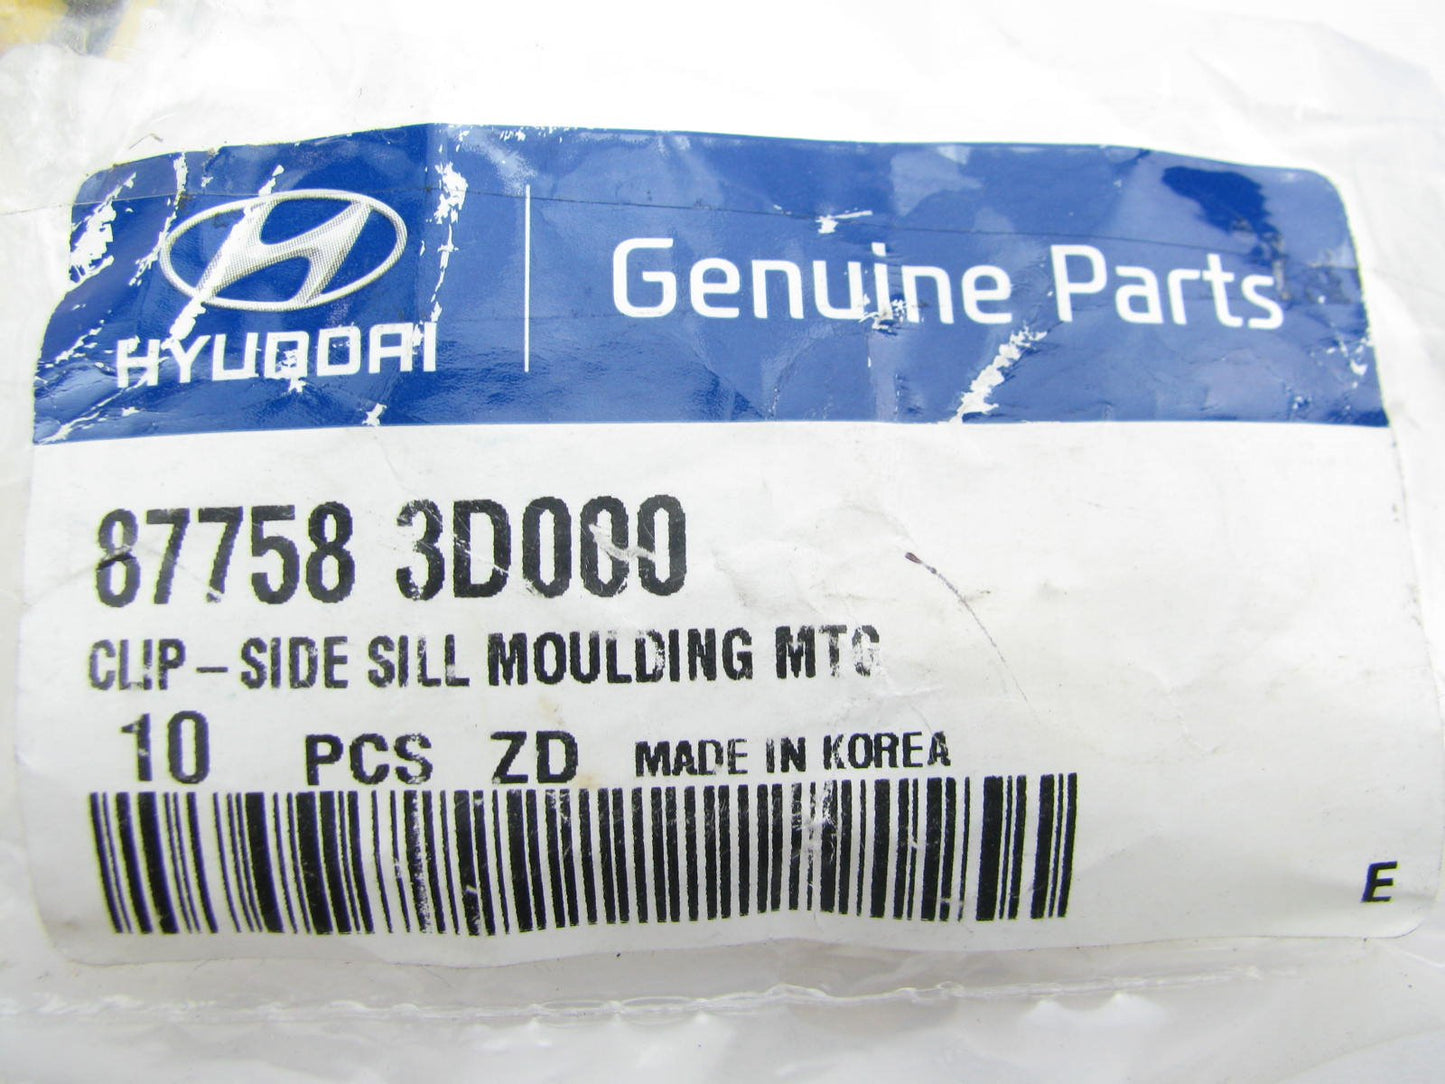 HYUNDAI
Genuine Parts
87758 3D000
CLIP-SIDE SILL MOULDING MTG
10 PCS ZD MADE IN KOREA
E